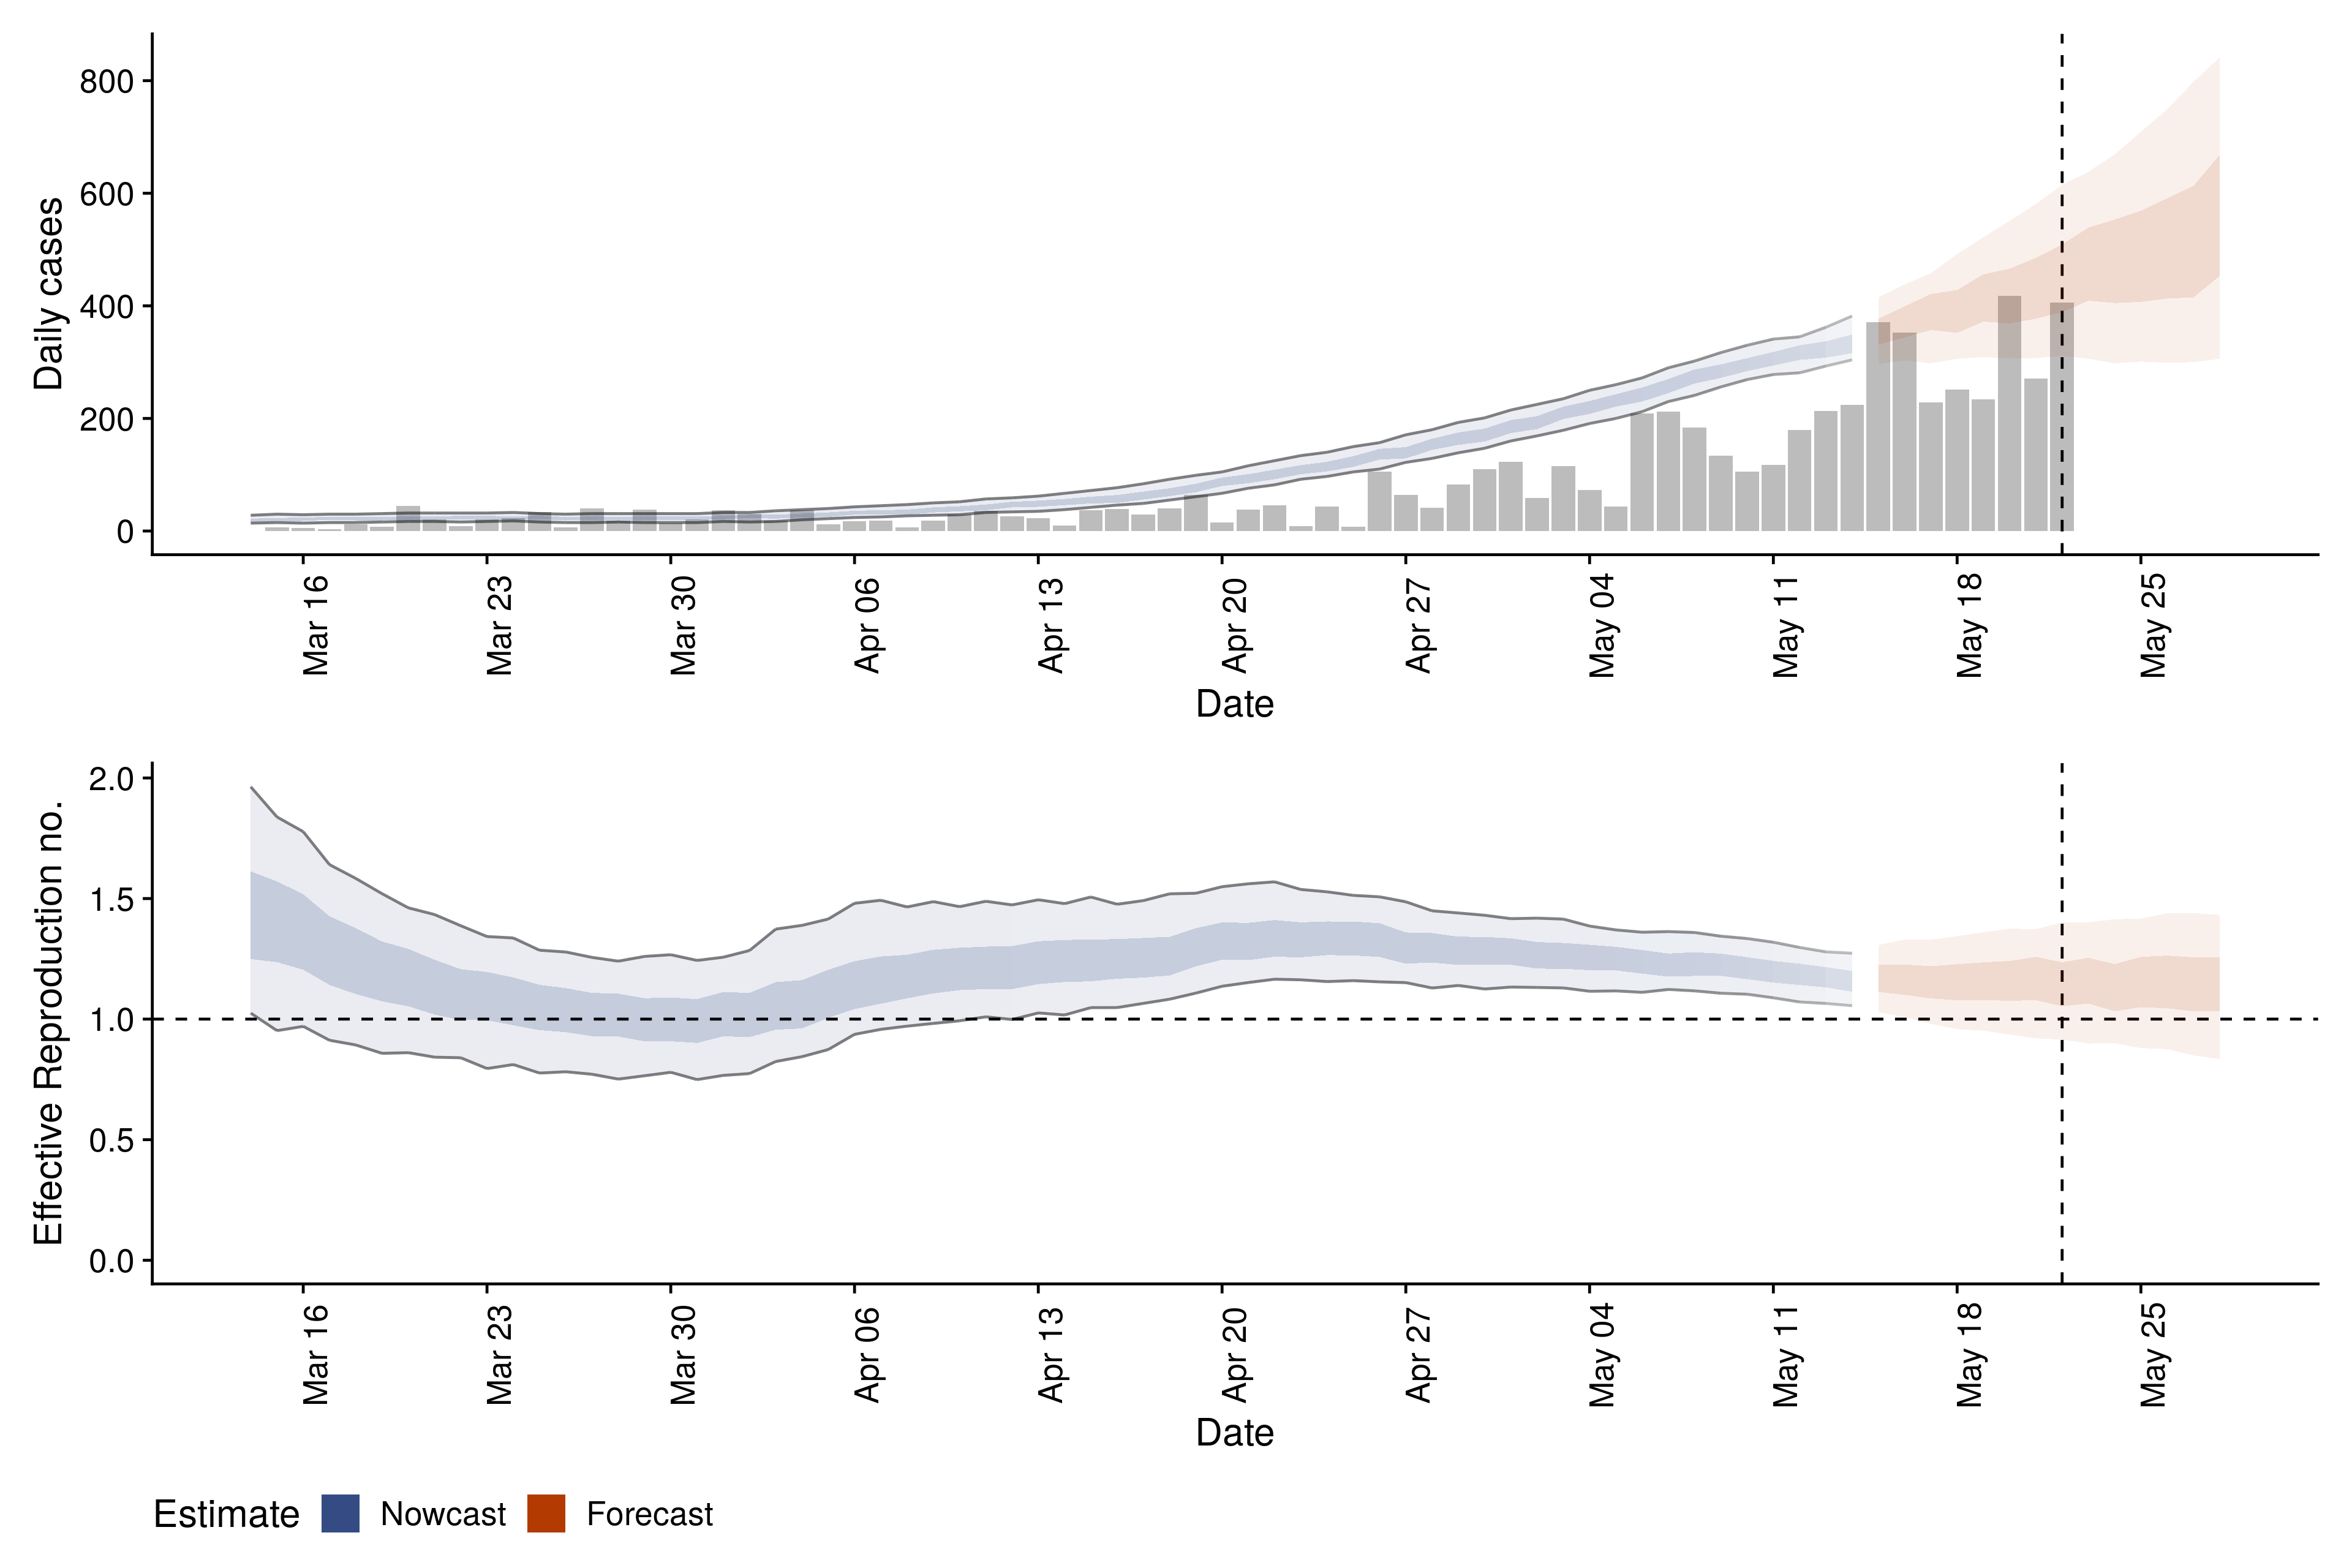 Daily cases
800
600
400
200
0
Mar 16
Mar 23
Mar 30
Apr 06
Apr 13
Apr 20
Apr 27
May 04
May 11
May 18
May 25
Date
Effective Reproduction no.
2.0
1.5
1.0
0.5
0.0
Mar 16
Mar 23
Mar 30
Apr 06
Apr 13
Apr 20
Apr 27
May 04
May 11
May 18
May 25
Date
Estimate Nowcast Forecast